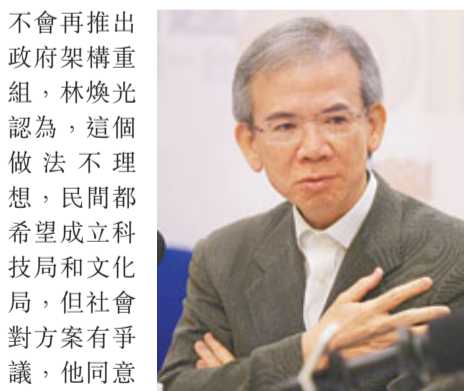 不會再推出
政府架構重
組，林煥光
認為，這個
做法不理
想，民間都
希望成立科
技局和文化
局，但社會
對方案有爭
議，他同意